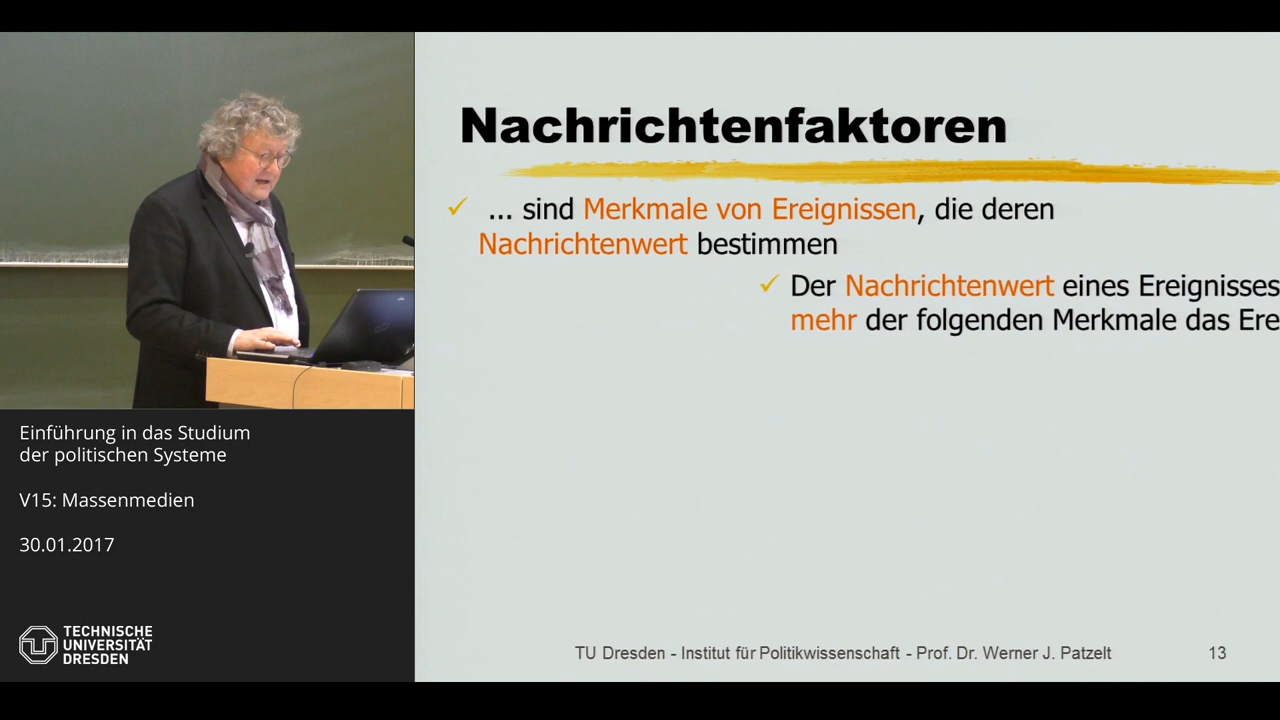 Nachrichtenfaktoren
✓ ... sind Merkmale von Ereignissen, die deren
Nachrichtenwert bestimmen
✓ Der Nachrichtenwert eines Ereignisses
mehr der folgenden Merkmale das Ere
Einführung in das Studium
der politischen Systeme
V15: Massenmedien
30.01.2017
TECHNISCHE
UNIVERSITÄT
DRESDEN
TU Dresden - Institut für Politikwissenschaft - Prof. Dr. Werner J. Patzelt
13